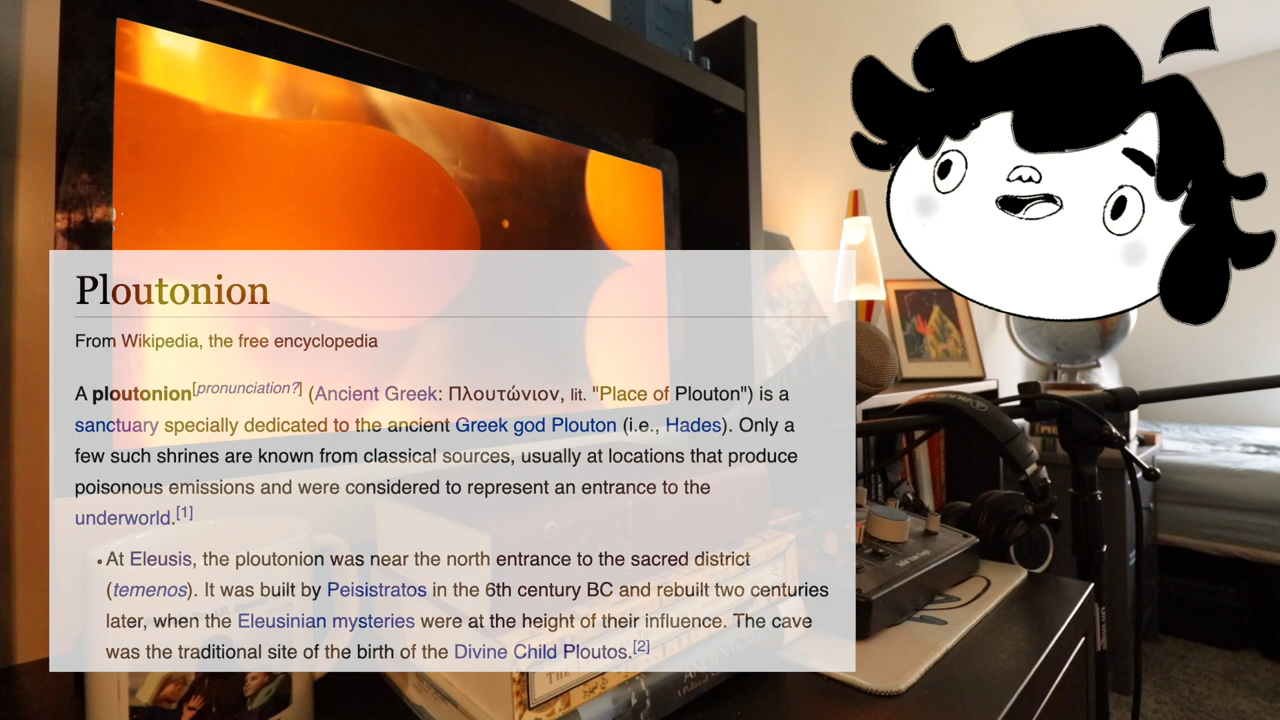 Ploutonion
From Wikipedia, the free encyclopedia
A ploutonion[pronunciation?] (Ancient Greek: Πλουτώνιον, lit. "Place of Plouton") is a
sanctuary specially dedicated to the ancient Greek god Plouton (i.e., Hades). Only a
few such shrines are known from classical sources, usually at locations that produce
poisonous emissions and were considered to represent an entrance to the
underworld.[1]
• At Eleusis, the ploutonion was near the north entrance to the sacred district
(temenos). It was built by Peisistratos in the 6th century BC and rebuilt two centuries
later, when the Eleusinian mysteries were at the height of their influence. The cave
was the traditional site of the birth of the Divine Child Ploutos.[2]